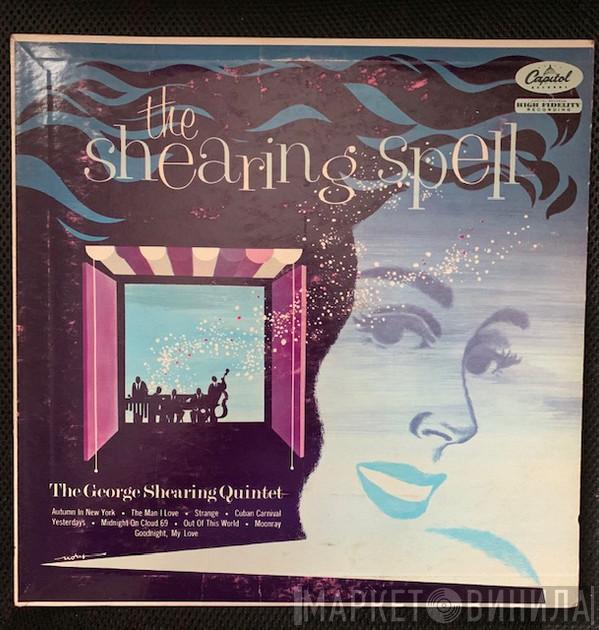 Capitol
RECORDS
HIGH FIDELITY
RECORDING
the
shearing spell
The George Shearing Quintet
Autumn In New York • The Man I Love • Strange • Cuban Carnival
Yesterdays • Midnight On Cloud 69 • Out Of This World • Moonray
Goodnight, My Love
МАРКЕТ ВИНИЛА